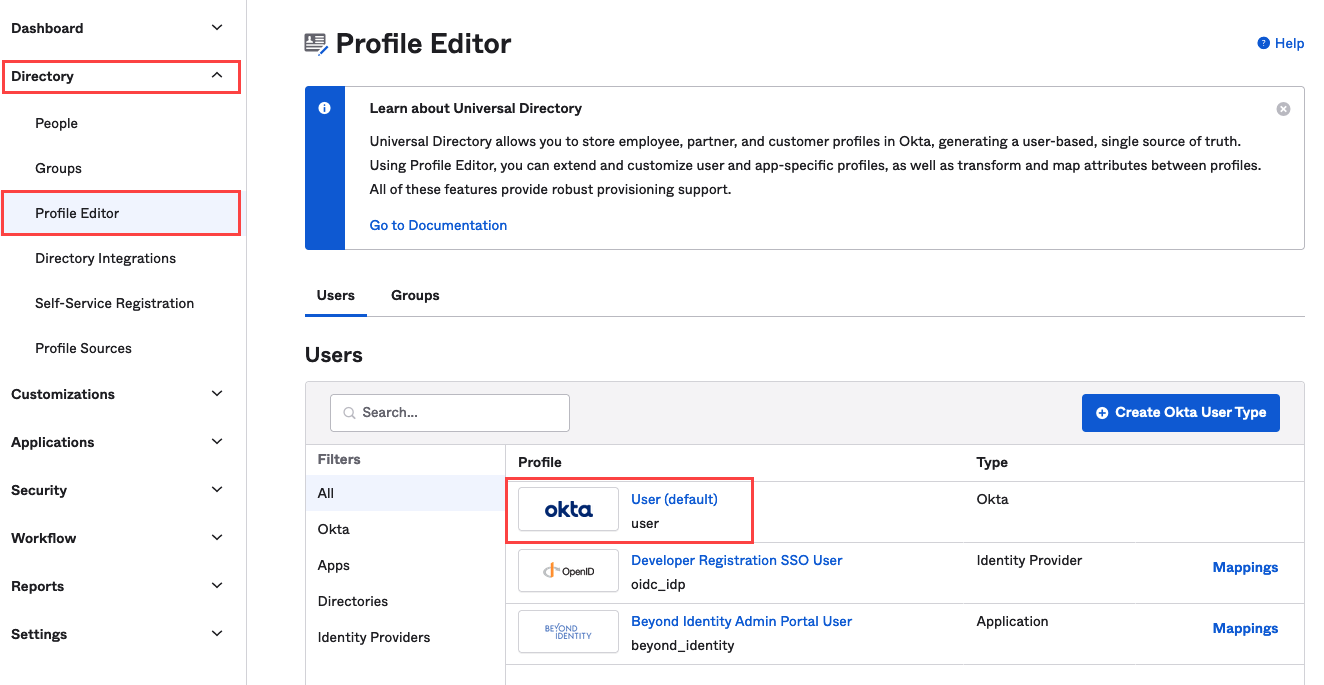 Dashboard
Directory
People
Groups
Profile Editor
Directory Integrations
Self-Service Registration
Profile Sources
Customizations
Applications
Security
Workflow
Reports
Settings
Profile Editor
Help
Learn about Universal Directory
Universal Directory allows you to store employee, partner, and customer profiles in Okta, generating a user-based, single source of truth.
Using Profile Editor, you can extend and customize user and app-specific profiles, as well as transform and map attributes between profiles.
All of these features provide robust provisioning support.
Go to Documentation
Users Groups
Users
Search...
Create Okta User Type
Filters
All
Okta
Apps
Directories
Identity Providers
Profile Type
okta User (default) Okta
user
OpenID Developer Registration SSO User Identity Provider Mappings
oidc_idp
BEYOND IDENTITY Beyond Identity Admin Portal User Application Mappings
beyond_identity